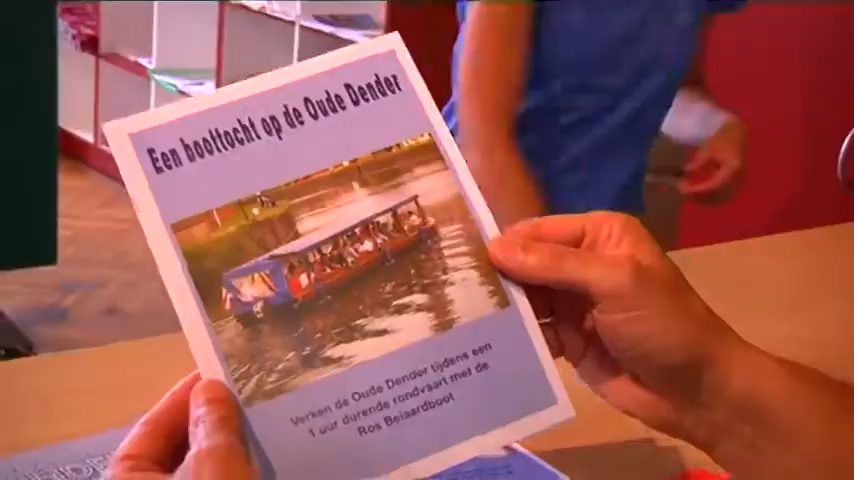 Een boottocht op de Oude Dender
Verken de Oude Dender tijdens een
1 uur durende rondvaart met de
Ros Beiaardboot